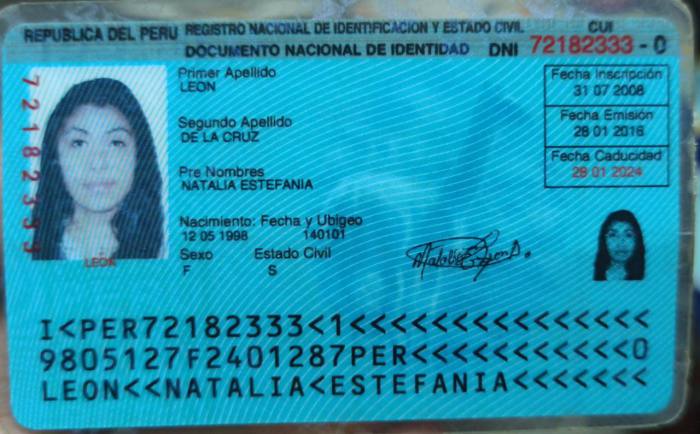 REPUBLICA DEL PERU REGISTRO NACIONAL DE IDENTIFICACION Y ESTADO CIVIL CUI
DOCUMENTO NACIONAL DE IDENTIDAD DNI 72182333 - 0
72182333
LEON
Primer Apellido
LEON
Segundo Apellido
DE LA CRUZ
Pre Nombres
NATALIA ESTEFANIA
Nacimiento: Fecha y Ubigeo
12 05 1998 140101
Sexo Estado Civil
F S
Fecha Inscripción
31 07 2008
Fecha Emisión
28 01 2016
Fecha Caducidad
28 01 2024
I<PER72182333<1<<<<<<<<<<<<<<<
9805127F2401287PER<<<<<<<<<<<0
LEON<<NATALIA<ESTEFANIA<<<<<<<